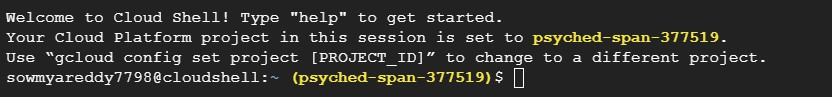 Welcome to Cloud Shell! Type "help" to get started.
Your Cloud Platform project in this session is set to psyched-span-377519.
Use “gcloud config set project [PROJECT_ID]” to change to a different project.
sowmyareddy7798@cloudshell:~ (psyched-span-377519)$